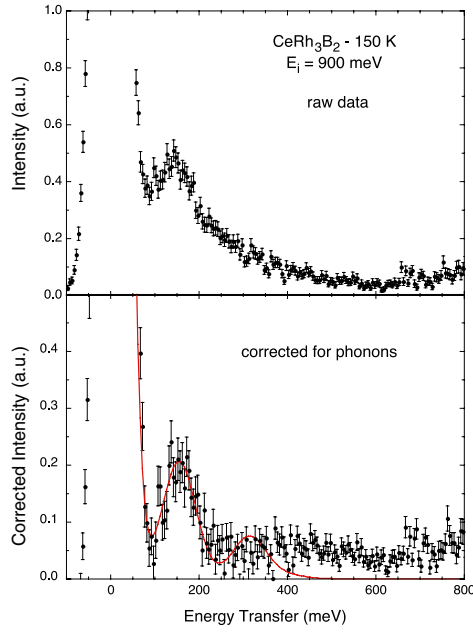 CeRh₃B₂ - 150 K
Eᵢ = 900 meV
raw data
Intensity (a.u.)
1.0
0.8
0.6
0.4
0.2
0.0
corrected for phonons
Corrected Intensity (a.u.)
0.4
0.3
0.2
0.1
0.0
0 200 400 600 800
Energy Transfer (meV)